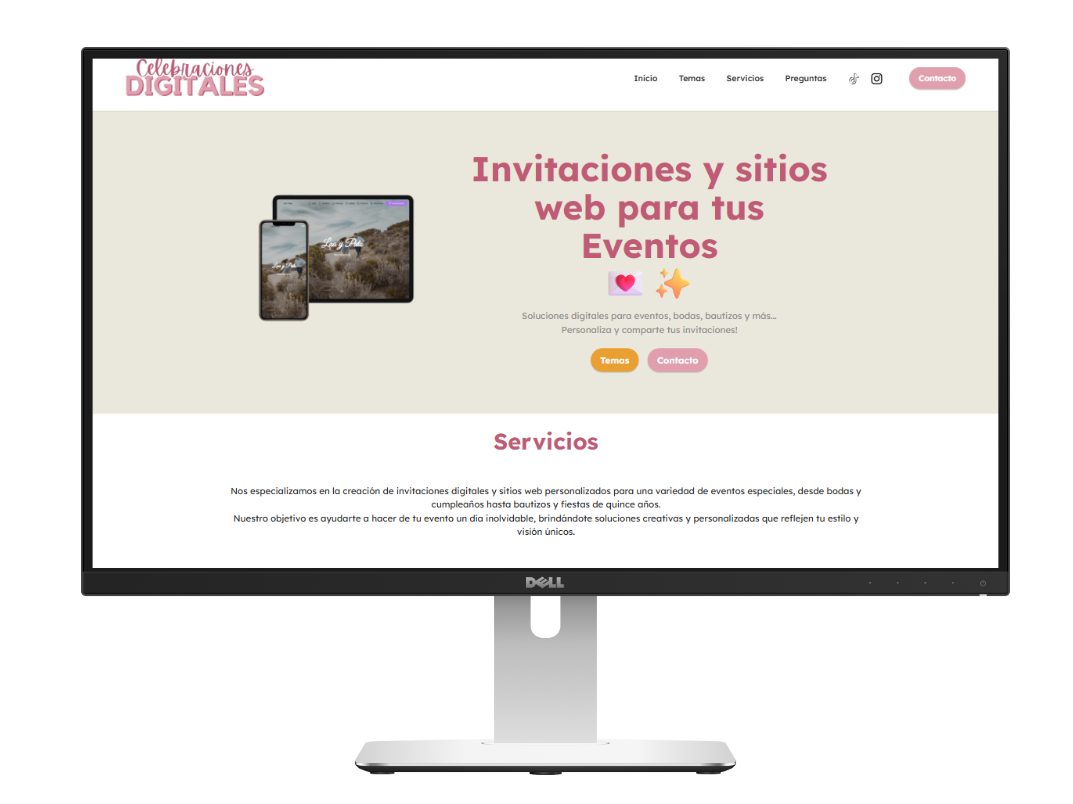 Celebraciones
DIGITALES
Inicio Temas Servicios Preguntas Contacto
Invitaciones y sitios
web para tus
Eventos
Soluciones digitales para eventos, bodas, bautizos y más...
Personaliza y comparte tus invitaciones!
Temas Contacto
Servicios
Nos especializamos en la creación de invitaciones digitales y sitios web personalizados para una variedad de eventos especiales, desde bodas y
cumpleaños hasta bautizos y fiestas de quince años.
Nuestro objetivo es ayudarte a hacer de tu evento un dia inolvidable, brindándote soluciones creativas y personalizadas que reflejen tu estilo y
visión únicos.
DELL